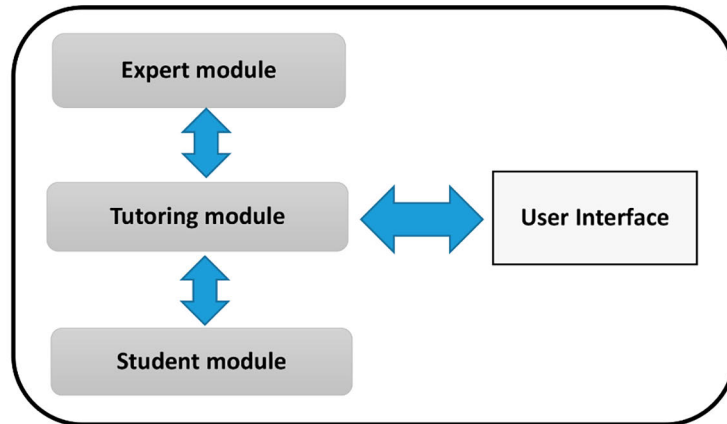 Expert module
Tutoring module
User Interface
Student module